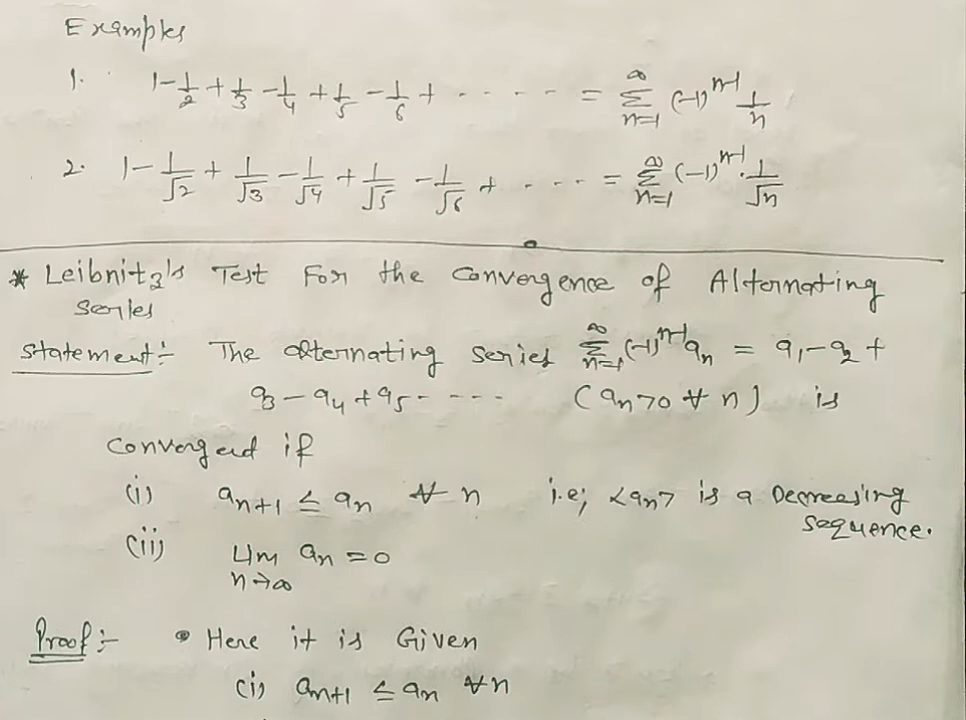 Examples
1. 1-1/2+1/3-1/4+1/5-1/6+ ..... = ∑_{n=1}^{∞} (-1)^{n-1} 1/n
2. 1-1/√2+1/√3-1/√4+1/√5-1/√6+ ..... = ∑_{n=1}^{∞} (-1)^{n-1}.1/√n
* Leibnitz's Test For the Convergence of Alternating
series
Statement:- The alternating series ∑_{n=1}^{∞} (-1)^{n-1} a_n = a_1-a_2+
a_3-a_4+a_5- ---- (a_n>0 ∀ n) is
Convergent if
(i) a_{n+1} ≤ a_n ∀ n i.e; <a_n> is a Decreasing
sequence.
(ii) Lim_{n→∞} a_n = 0
Proof:- • Here it is Given
(i) a_{n+1} ≤ a_n ∀n